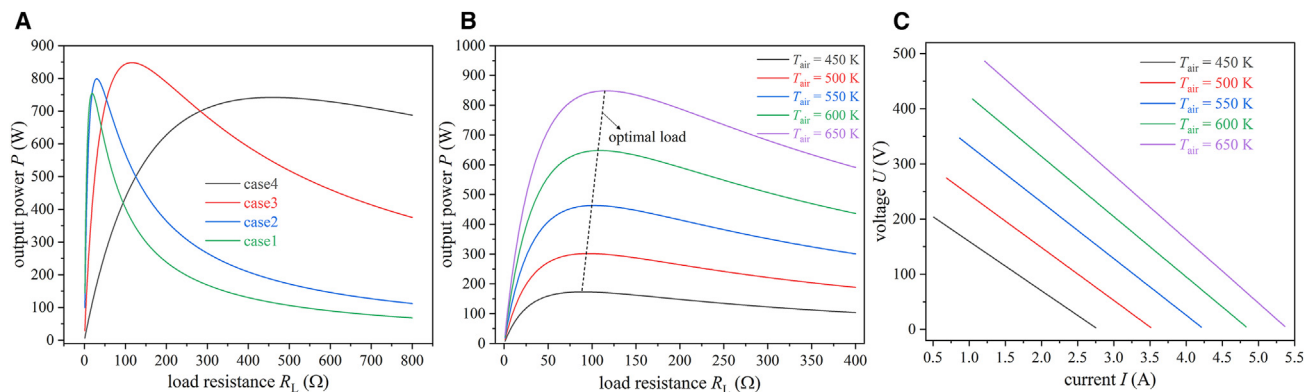 A
900
800
700
600
500
400
300
200
100
0
output power P (W)
case4
case3
case2
case1
0 100 200 300 400 500 600 700 800
load resistance R_L (Ω)
B
1000
900
800
700
600
500
400
300
200
100
0
output power P (W)
T_air = 450 K
T_air = 500 K
T_air = 550 K
T_air = 600 K
T_air = 650 K
optimal load
0 50 100 150 200 250 300 350 400
load resistance R_L (Ω)
C
500
400
300
200
100
0
voltage U (V)
T_air = 450 K
T_air = 500 K
T_air = 550 K
T_air = 600 K
T_air = 650 K
0.5 1.0 1.5 2.0 2.5 3.0 3.5 4.0 4.5 5.0 5.5
current I (A)